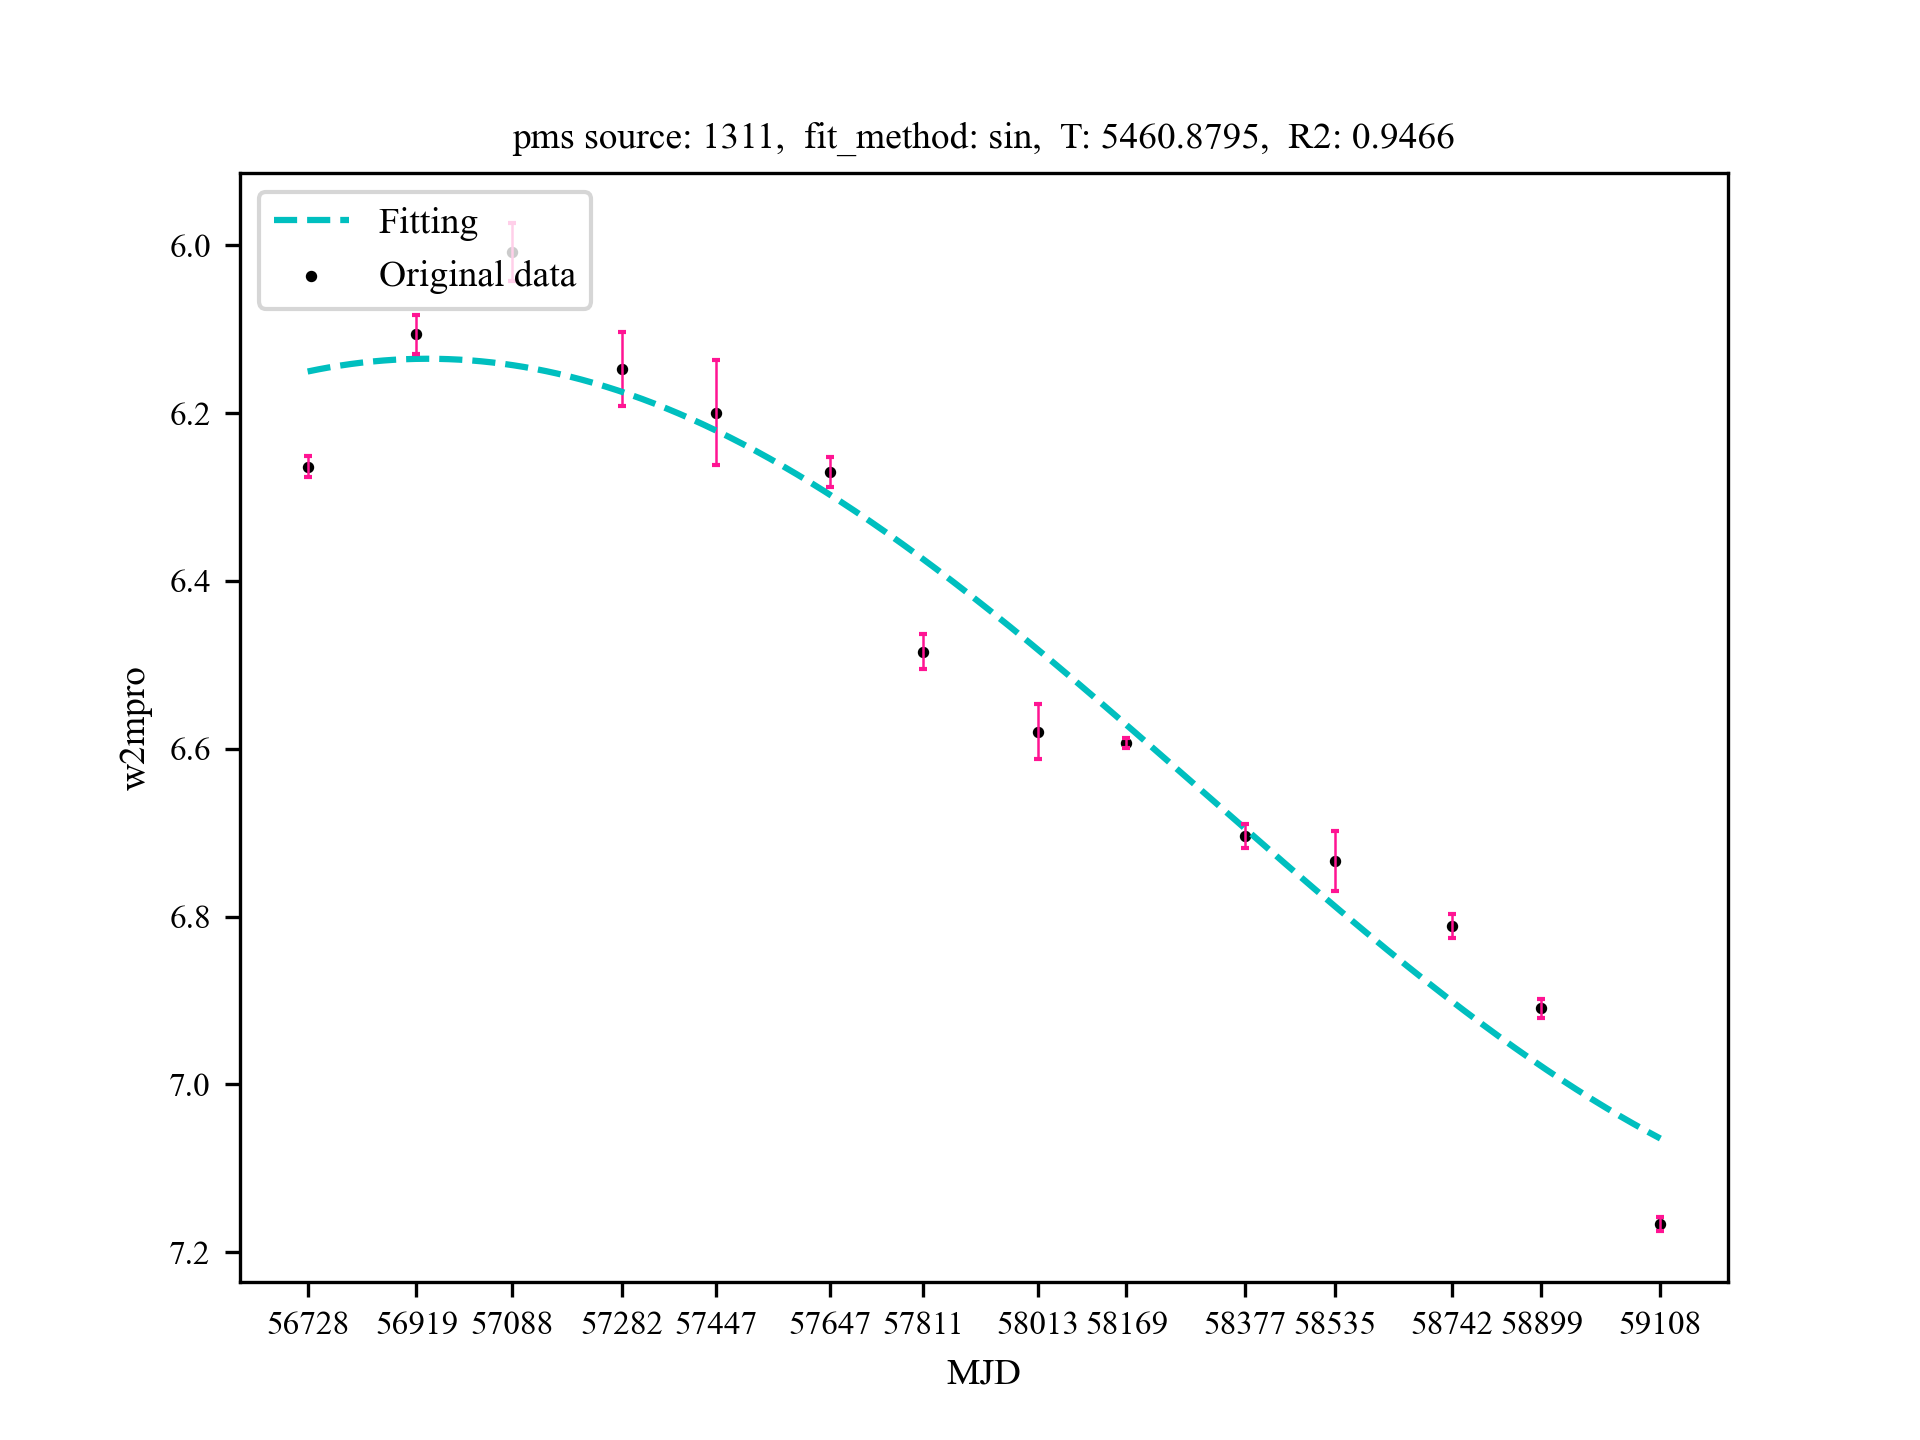 pms source: 1311, fit_method: sin, T: 5460.8795, R2: 0.9466
Fitting
Original data
6.0
6.2
6.4
6.6
6.8
7.0
7.2
w2mpro
56728 56919 57088 57282 57447 57647 57811 58013 58169 58377 58535 58742 58899 59108
MJD